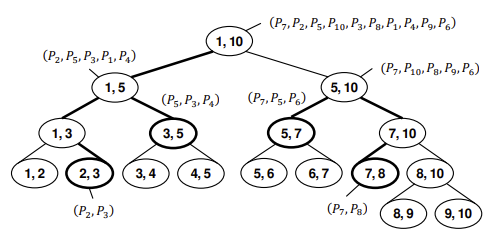 (P₇, P₂, P₅, P₁₀, P₃, P₈, P₁, P₄, P₉, P₆)
1, 10
(P₂, P₅, P₃, P₁, P₄)
(P₇, P₁₀, P₈, P₉, P₆)
1, 5
5, 10
(P₅, P₃, P₄)
(P₇, P₅, P₆)
1, 3
3, 5
5, 7
7, 10
1, 2
2, 3
3, 4
4, 5
5, 6
6, 7
7, 8
8, 10
(P₂, P₃)
(P₇, P₈)
8, 9
9, 10